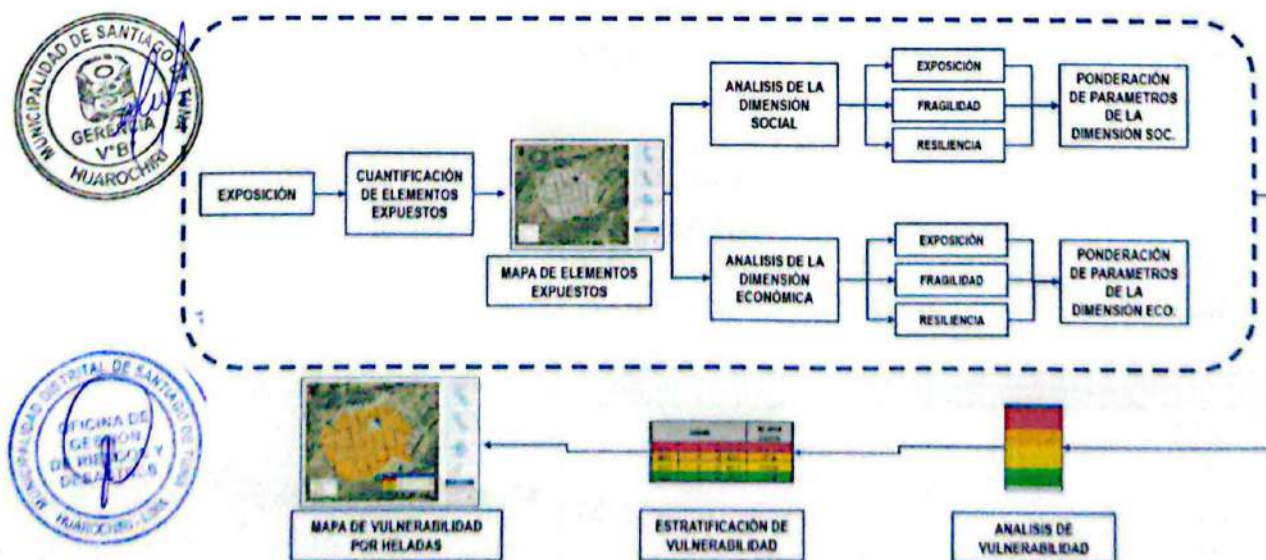 MUNICIPALIDAD DE SANTIAGO DE TUNA
GERENCIA
V°B°
HUAROCHIRI
EXPOSICIÓN
CUANTIFICACIÓN
DE ELEMENTOS
EXPUESTOS
MAPA DE ELEMENTOS
EXPUESTOS
ANALISIS DE LA
DIMENSIÓN
SOCIAL
EXPOSICIÓN
FRAGILIDAD
RESILIENCIA
PONDERACIÓN
DE PARAMETROS
DE LA
DIMENSIÓN SOC.
ANALISIS DE LA
DIMENSIÓN
ECONÓMICA
EXPOSICIÓN
FRAGILIDAD
RESILIENCIA
PONDERACIÓN
DE PARAMETROS
DE LA
DIMENSIÓN ECO.
MUNICIPALIDAD DISTRITAL DE SANTIAGO DE TUNA
OFICINA DE
GESTIÓN
DE RIESGOS Y
DESASTRES
HUAROCHIRI - LIMA
MAPA DE VULNERABILIDAD
POR HELADAS
ESTRATIFICACIÓN DE
VULNERABILIDAD
ANALISIS DE
VULNERABILIDAD